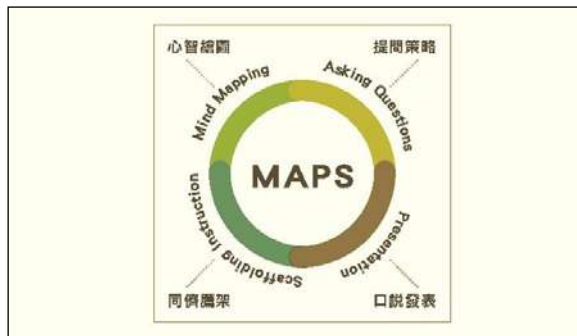 心智繪圖
提問策略
Mind Mapping
Asking Questions
MAPS
Scaffolding Instruction
Presentation
同儕鷹架
口說發表